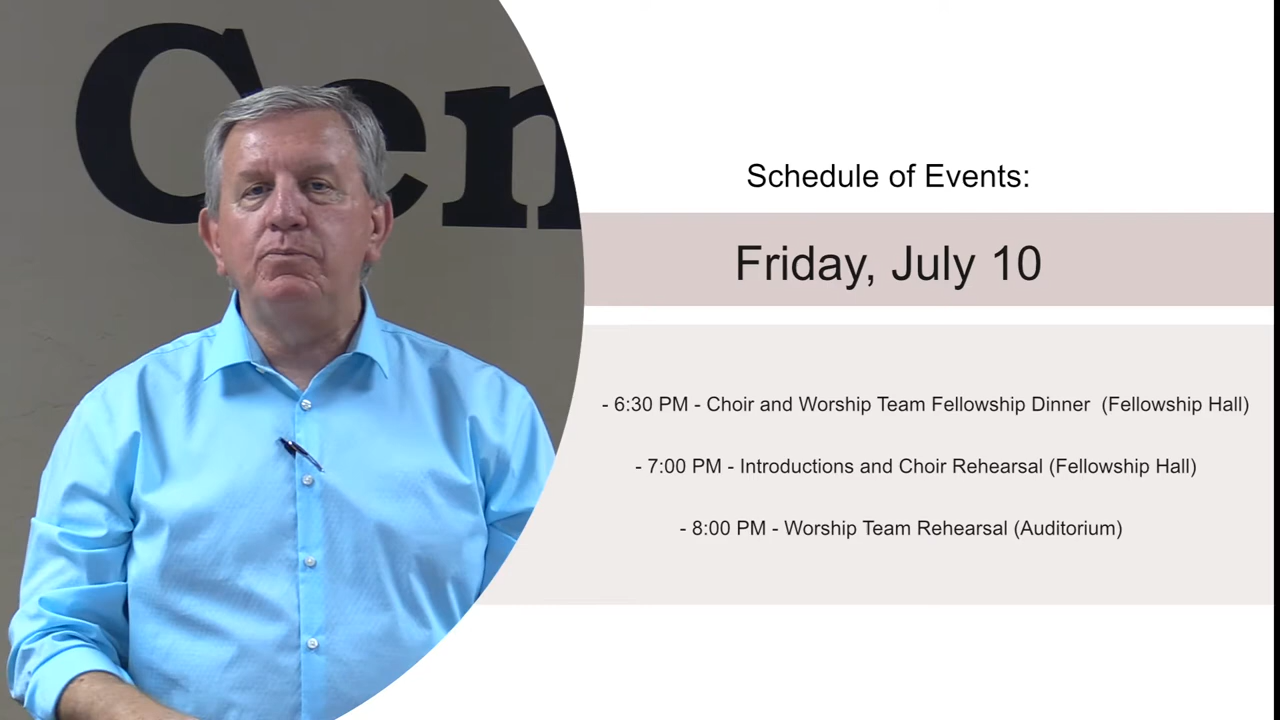 Cen
Schedule of Events:
Friday, July 10
- 6:30 PM - Choir and Worship Team Fellowship Dinner  (Fellowship Hall)
- 7:00 PM - Introductions and Choir Rehearsal (Fellowship Hall)
- 8:00 PM - Worship Team Rehearsal (Auditorium)